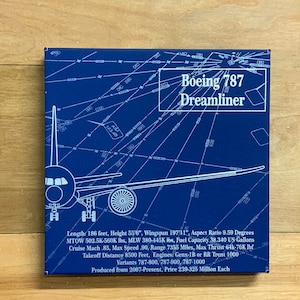 Boeing 787
Dreamliner
Length: 186 feet, Height 55'6", Wingspan 197'1", Aspect Ratio 9.59 Degrees
MTOW 502.5K-560K lbs, MLW 380-445K lbs, Fuel Capacity 38,340 US Gallons
Cruise Mach .85, Max Speed .90, Range 7355 Miles, Max Thrust 64k-76K lbf,
Takeoff Distance 8500 Feet, Engines: Genx-1B or RR Trent 1000
Variants 787-800, 787-900, 787-1000
Produced from 2007-Present, Price 239-325 Million Each